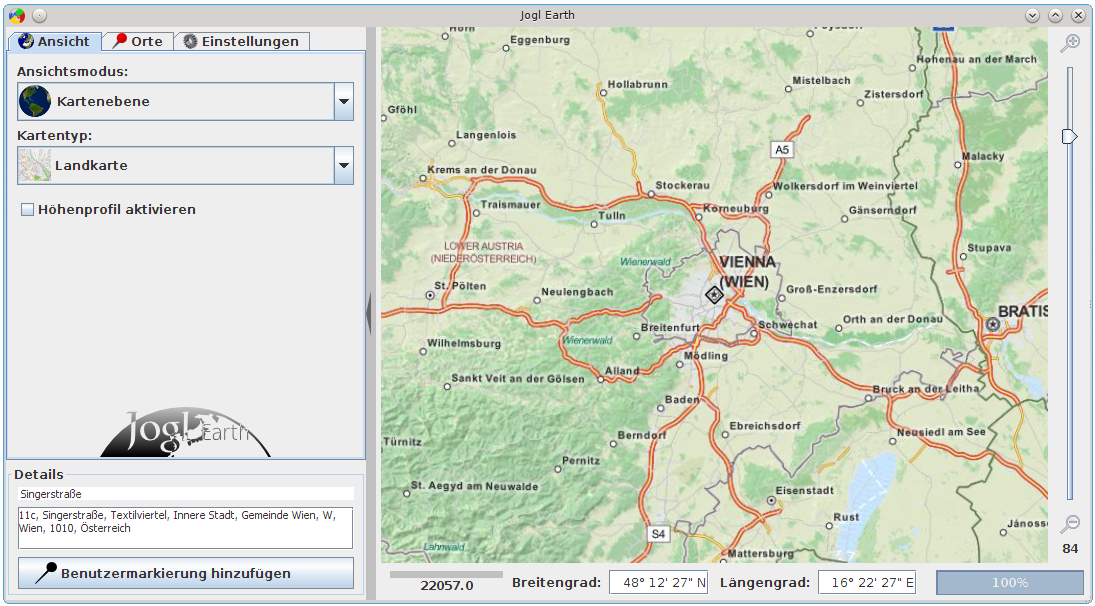 Jogl Earth
Ansicht
Orte
Einstellungen
Ansichtsmodus:
Kartenebene
Kartentyp:
Landkarte
Höhenprofil aktivieren
JoglEarth
Details
Singerstraße
11c, Singerstraße, Textilviertel, Innere Stadt, Gemeinde Wien, W,
Wien, 1010, Österreich
Benutzermarkierung hinzufügen
Horn
Eggenburg
Hohenau an der March
Hollabrunn
Mistelbach
Zistersdorf
Gföhl
Langenlois
A5
Malacky
Krems an der Donau
Stockerau
Wolkersdorf im Weinviertel
Traismauer
Tulln
Korneuburg
Gänserndorf
LOWER AUSTRIA
(NIEDERÖSTERREICH)
Wienerwald
VIENNA
(WIEN)
Stupava
St. Pölten
Neulengbach
Groß-Enzersdorf
BRATIS
Breitenfurt
Schwechat
Orth an der Donau
Wilhelmsburg
Wienerwald
Mödling
Sankt Veit an der Gölsen
Alland
Bruck an der Leitha
Baden
Türnitz
Berndorf
Ebreichsdorf
Neusiedl am See
Pernitz
St. Aegyd am Neuwalde
Eisenstadt
Rust
S4
Jánoss
Lahnwald
Mattersburg
84
22057.0
Breitengrad:
48° 12' 27" N
Längengrad:
16° 22' 27" E
100%